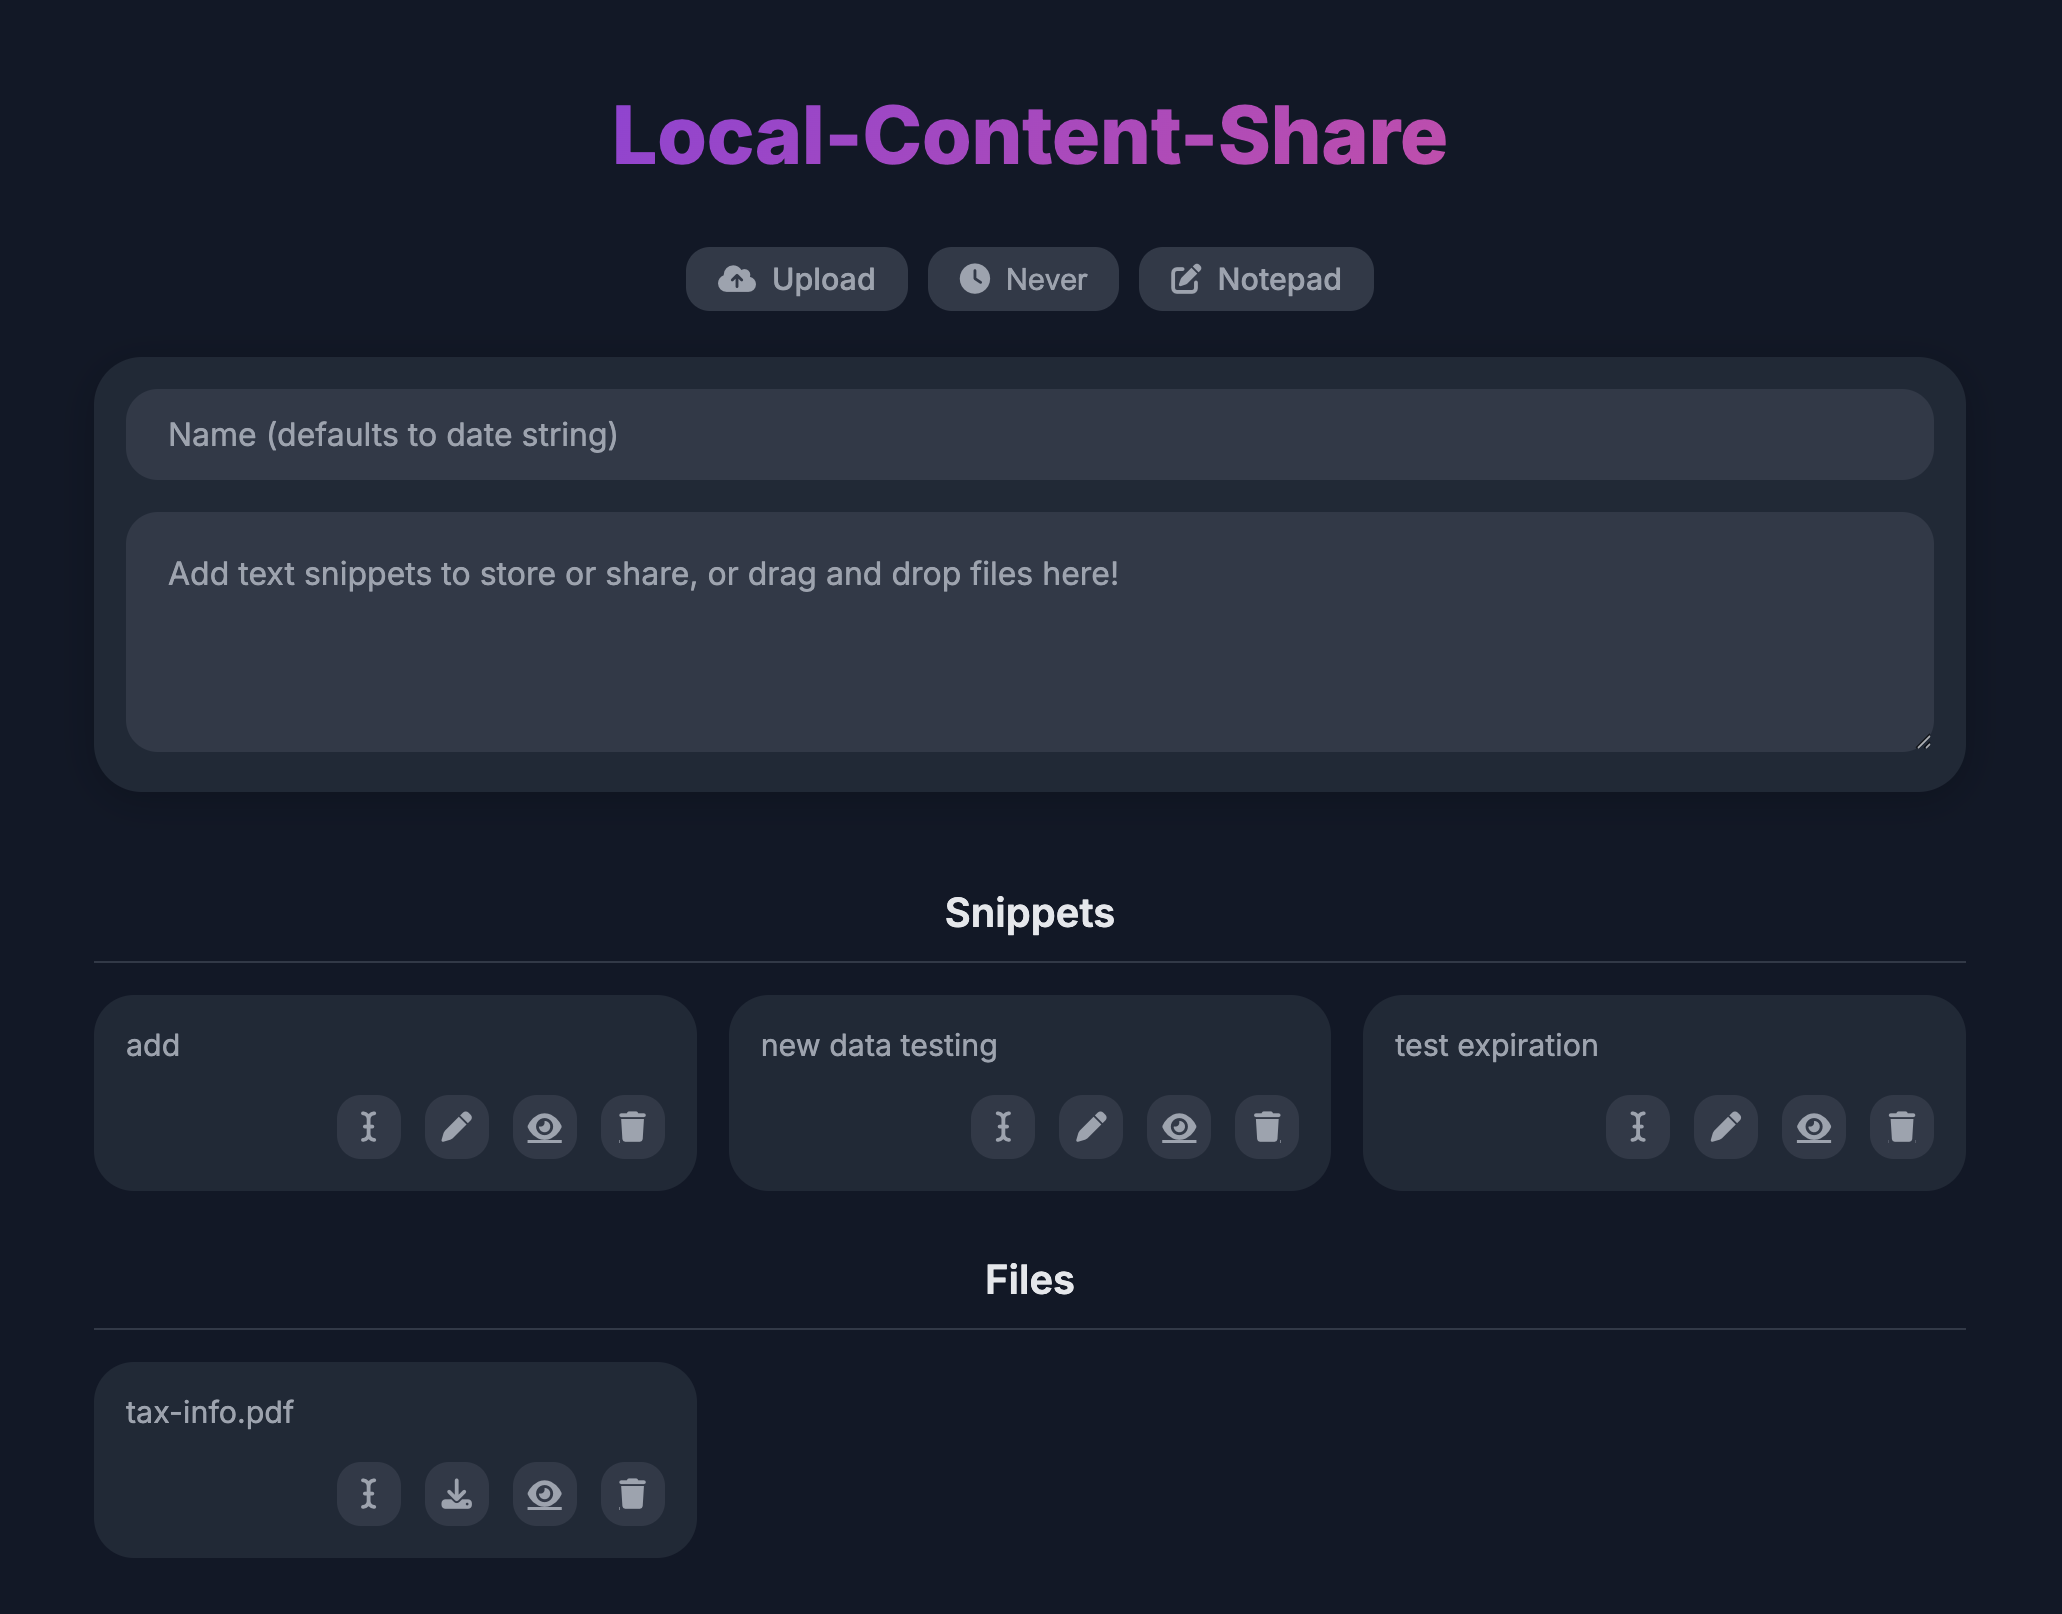 Local-Content-Share
Upload
Never
Notepad
Name (defaults to date string)
Add text snippets to store or share, or drag and drop files here!
Snippets
add
new data testing
test expiration
Files
tax-info.pdf